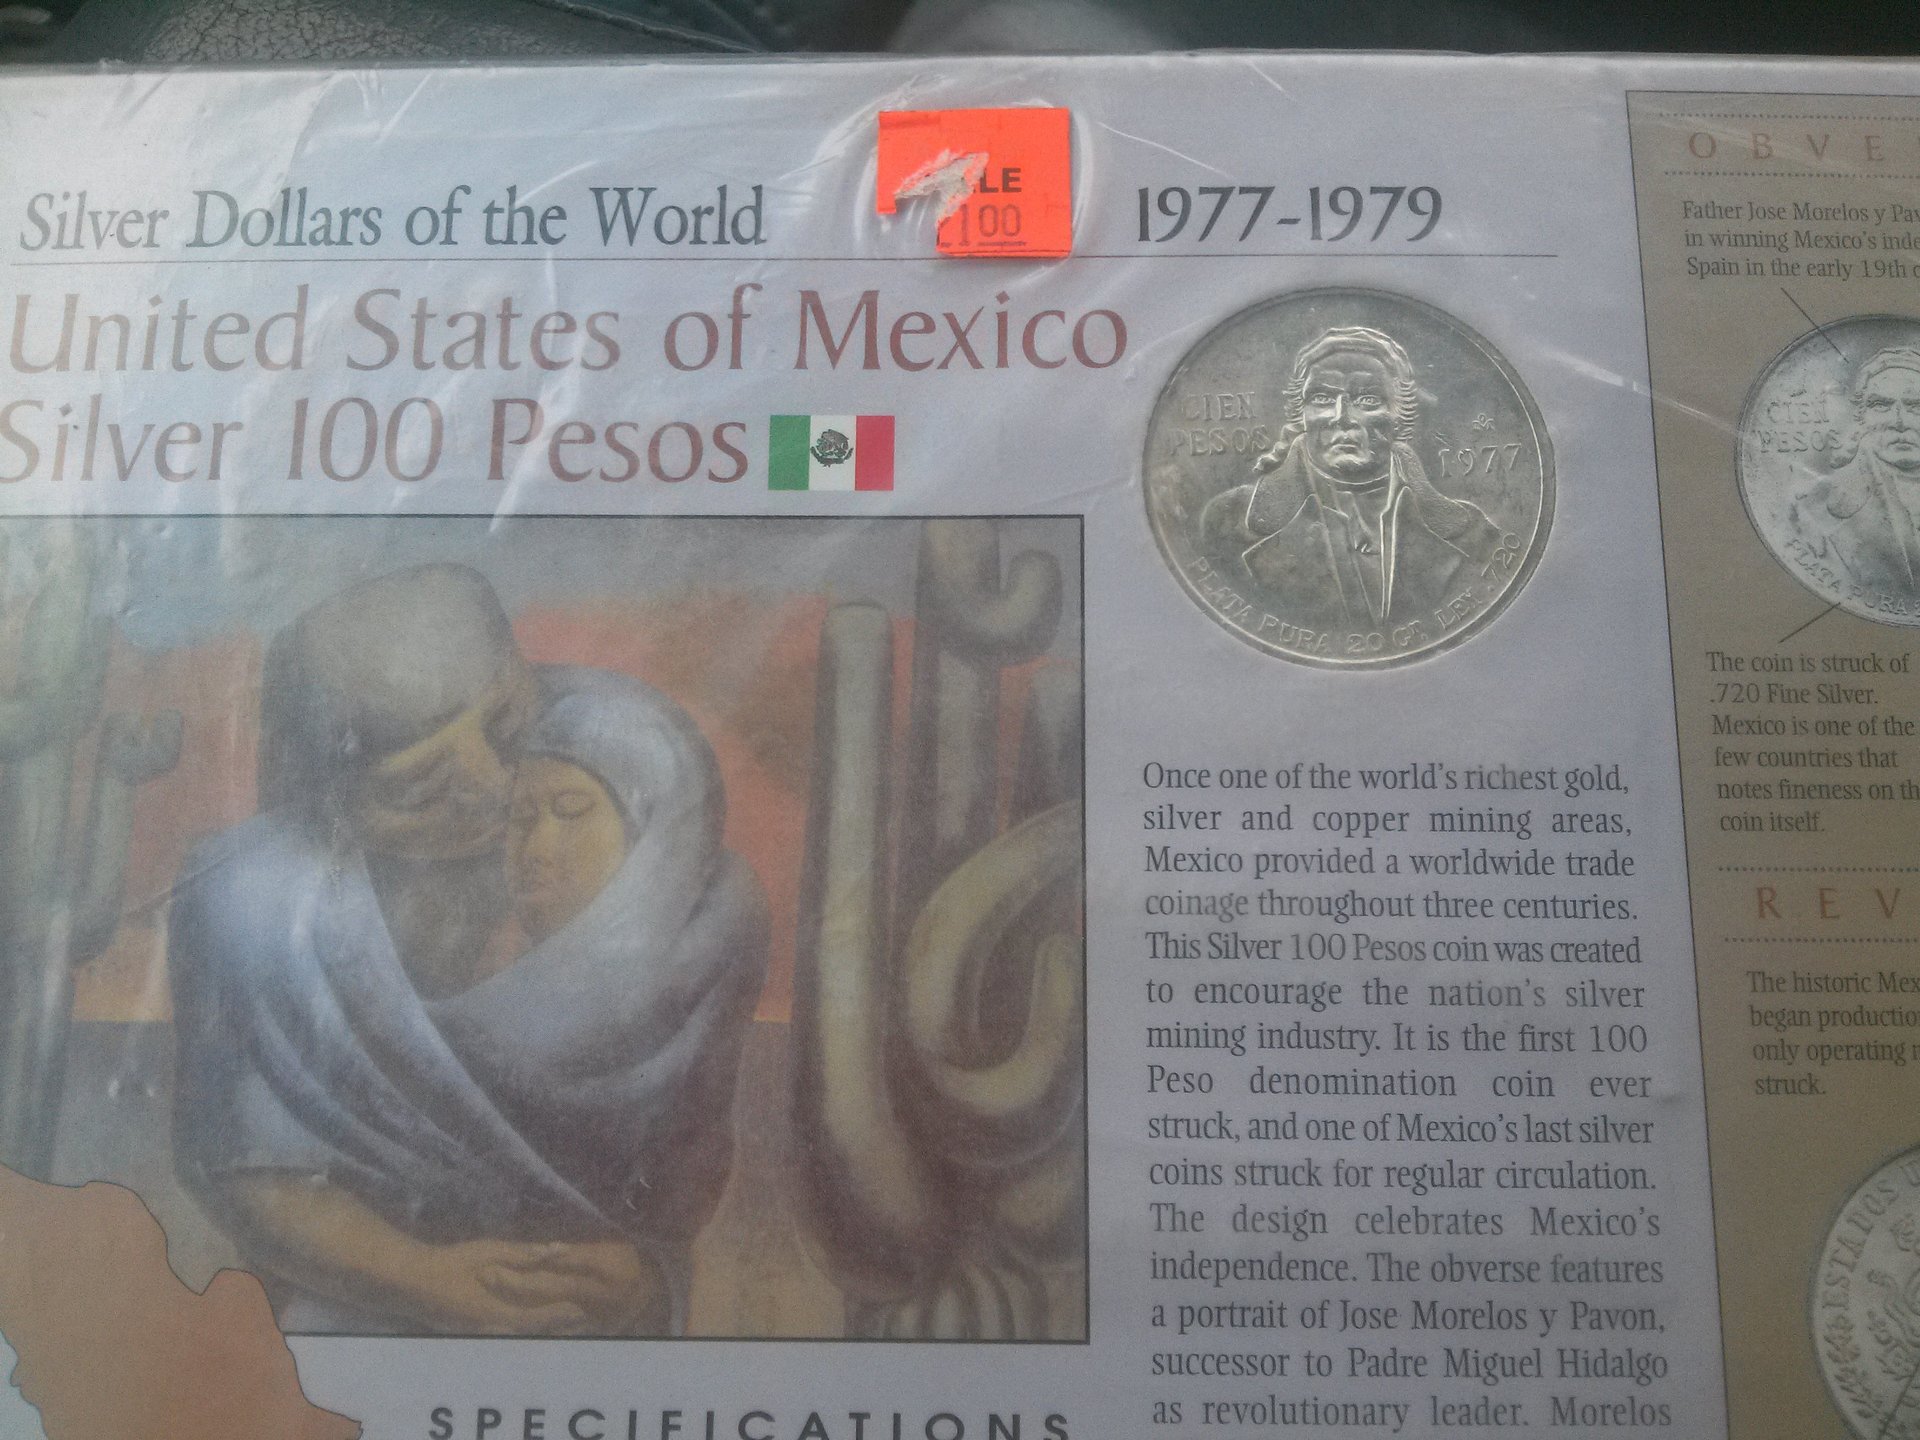 Silver Dollars of the World
LE
1977-1979
100
United States of Mexico
Silver 100 Pesos
CIEN
PESOS
1977
PLATA PURA 20 Gr. LEY .720
Once one of the world's richest gold,
silver and copper mining areas,
Mexico provided a worldwide trade
coinage throughout three centuries.
This Silver 100 Pesos coin was created
to encourage the nation's silver
mining industry. It is the first 100
Peso denomination coin ever
struck, and one of Mexico's last silver
coins struck for regular circulation.
The design celebrates Mexico's
independence. The obverse features
a portrait of Jose Morelos y Pavon,
successor to Padre Miguel Hidalgo
as revolutionary leader. Morelos
SPECIFICATIONS
OBVE
Father Jose Morelos y Pav
in winning Mexico's inde
Spain in the early 19th c
CIEN
PESOS
PLATA PURA
The coin is struck of
.720 Fine Silver.
Mexico is one of the
few countries that
notes fineness on th
coin itself.
REV
The historic Mex
began productio
only operating
struck.
ESTADOS